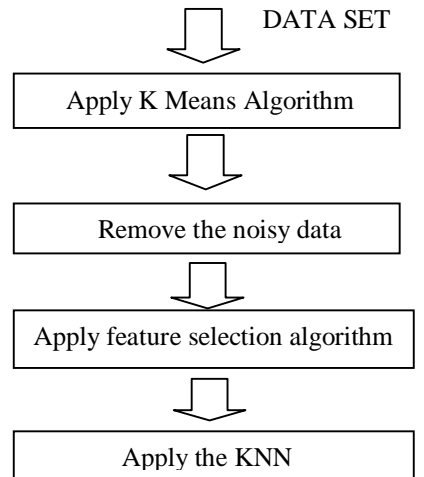 DATA SET
Apply K Means Algorithm
Remove the noisy data
Apply feature selection algorithm
Apply the KNN